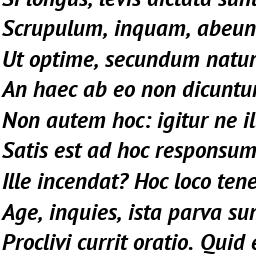 Si longus, levis dictata sunt
Scrupulum, inquam, abeun
Ut optime, secundum natur
An haec ab eo non dicuntur
Non autem hoc: igitur ne il
Satis est ad hoc responsum
Ille incendat? Hoc loco tene
Age, inquies, ista parva sun
Proclivi currit oratio. Quid e